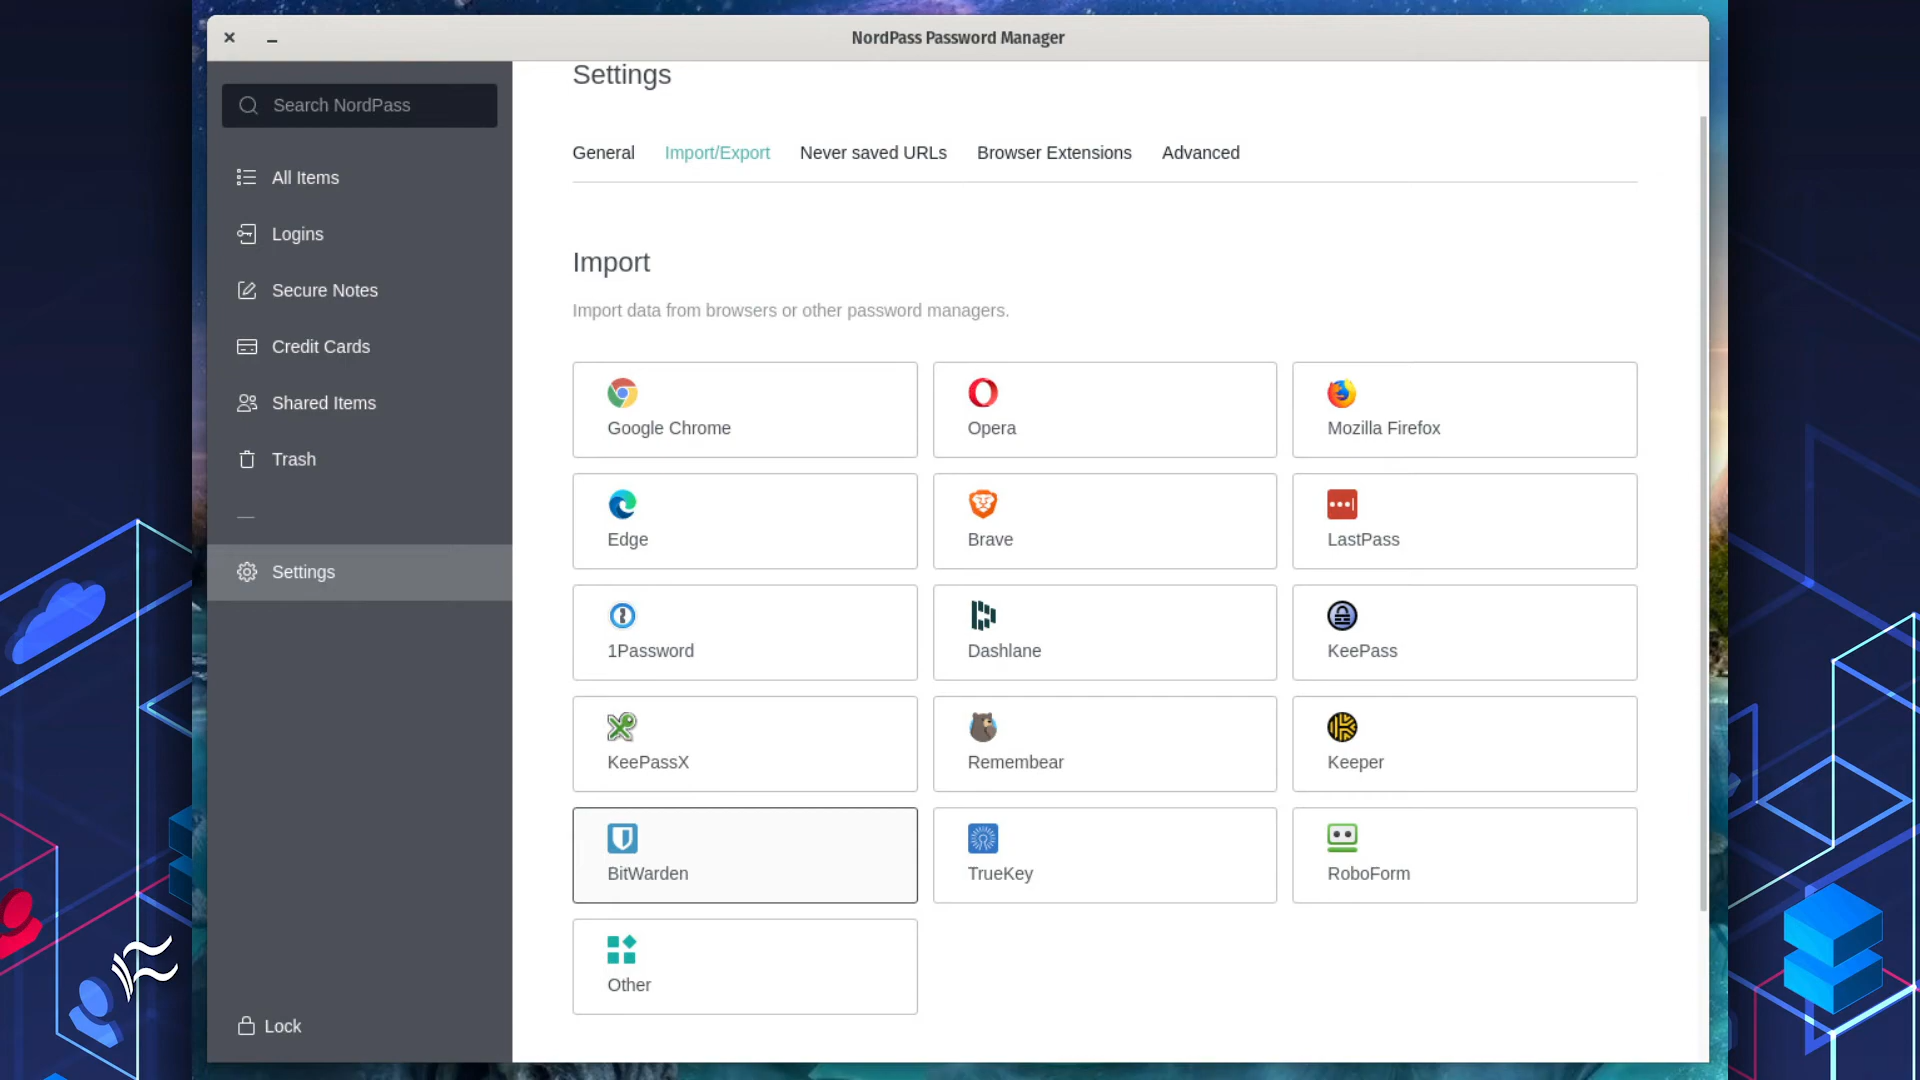 NordPass Password Manager
Search NordPass
All Items
Logins
Secure Notes
Credit Cards
Shared Items
Trash
Settings
Lock
Settings
General Import/Export Never saved URLs Browser Extensions Advanced
Import
Import data from browsers or other password managers.
Google Chrome
Opera
Mozilla Firefox
Edge
Brave
LastPass
1Password
Dashlane
KeePass
KeePassX
Remembear
Keeper
BitWarden
TrueKey
RoboForm
Other